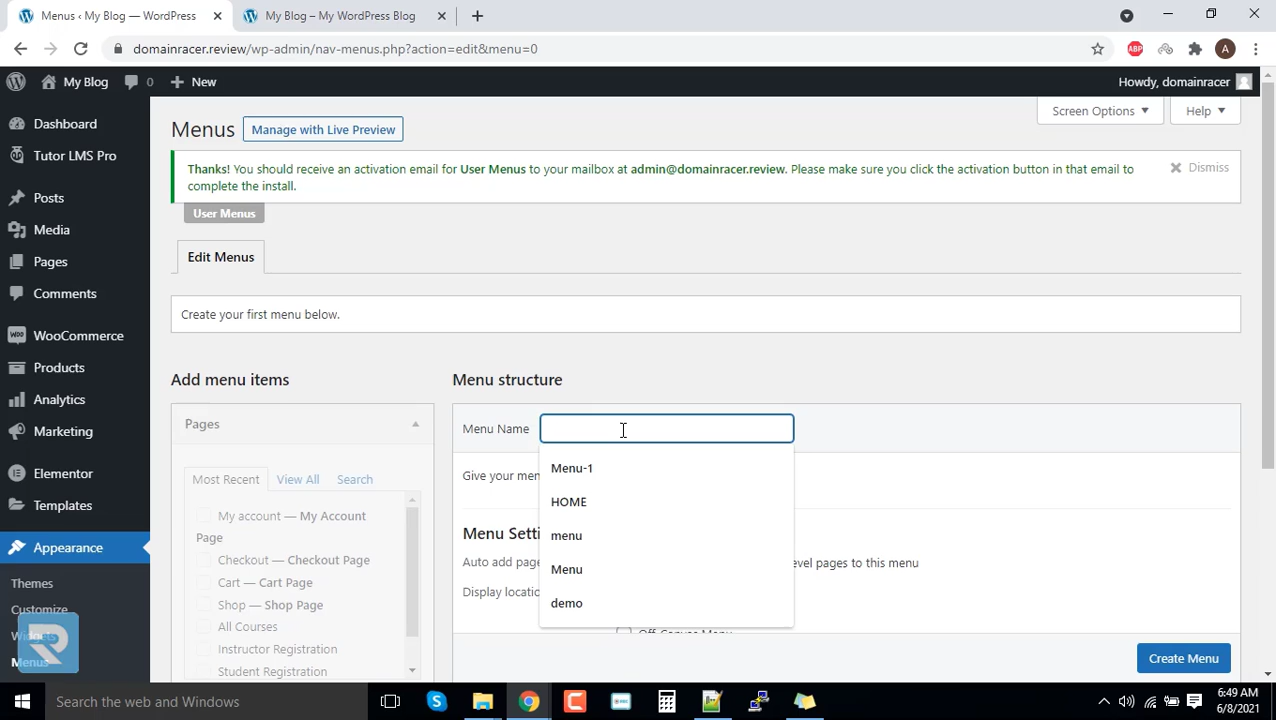 Menus ‹ My Blog — WordPress
My Blog – My WordPress Blog
domainracer.review/wp-admin/nav-menus.php?action=edit&menu=0
ABP
A
My Blog
0
New
Howdy, domainracer
Dashboard
Tutor LMS Pro
Posts
Media
Pages
Comments
WooCommerce
Products
Analytics
Marketing
Elementor
Templates
Appearance
Themes
Customize
Widgets
Menus
Screen Options
Help
Menus
Manage with Live Preview
Thanks! You should receive an activation email for User Menus to your mailbox at admin@domainracer.review. Please make sure you click the activation button in that email to
complete the install.
Dismiss
User Menus
Edit Menus
Create your first menu below.
Add menu items
Pages
Most Recent
View All
Search
My account — My Account
Page
Checkout — Checkout Page
Cart — Cart Page
Shop — Shop Page
All Courses
Instructor Registration
Student Registration
Menu structure
Menu Name
Menu-1
HOME
menu
Menu
demo
Give your
Auto add
level pages to this menu
Display
Off-Canvas Menu
Create Menu
Search the web and Windows
6:49 AM
6/8/2021